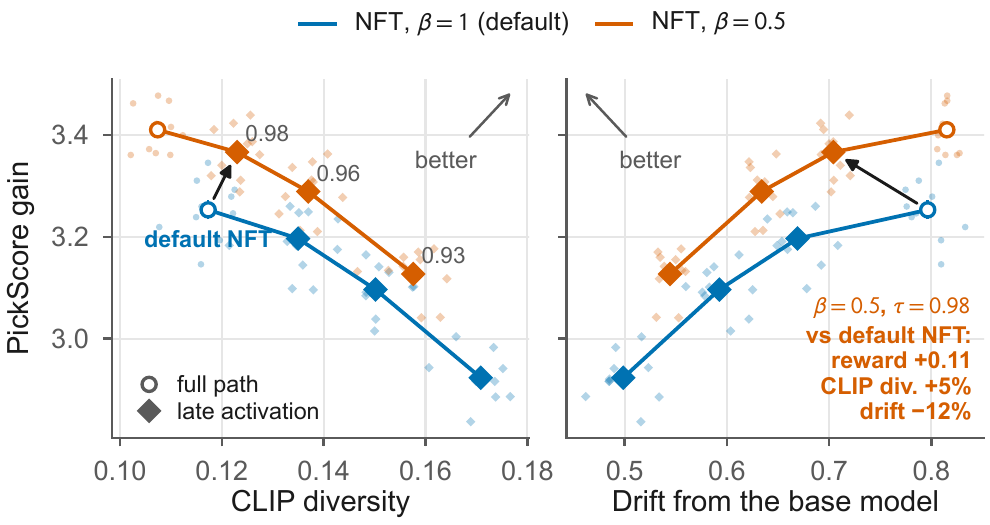 NFT, β = 1 (default)
NFT, β = 0.5
PickScore gain
3.4
3.2
3.0
0.98
0.96
0.93
better
default NFT
full path
late activation
0.10
0.12
0.14
0.16
0.18
CLIP diversity
better
β = 0.5, τ = 0.98
vs default NFT:
reward +0.11
CLIP div. +5%
drift −12%
0.5
0.6
0.7
0.8
Drift from the base model